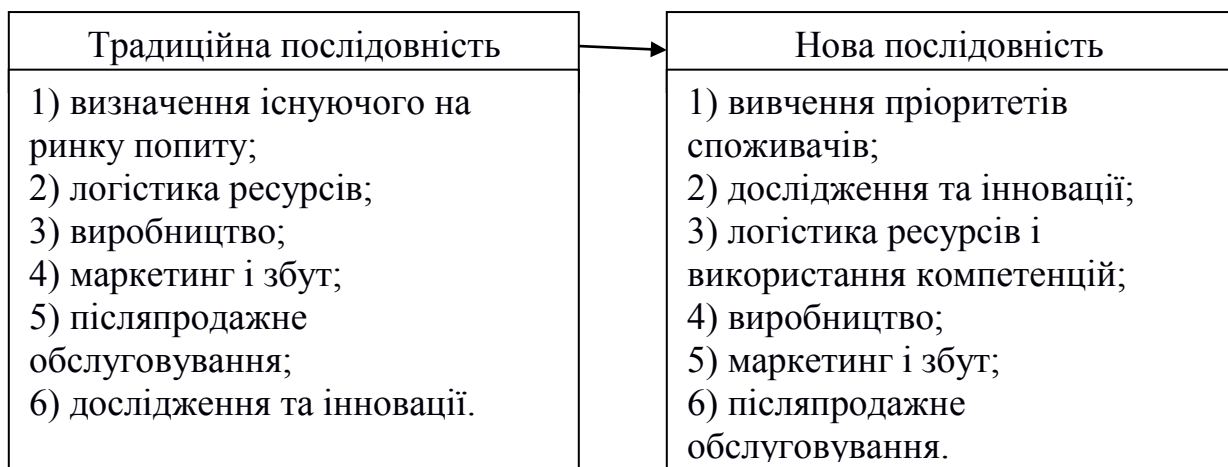 Традиційна послідовність
1) визначення існуючого на
ринку попиту;
2) логістика ресурсів;
3) виробництво;
4) маркетинг і збут;
5) післяпродажне
обслуговування;
6) дослідження та інновації.
Нова послідовність
1) вивчення пріоритетів
споживачів;
2) дослідження та інновації;
3) логістика ресурсів і
використання компетенцій;
4) виробництво;
5) маркетинг і збут;
6) післяпродажне
обслуговування.